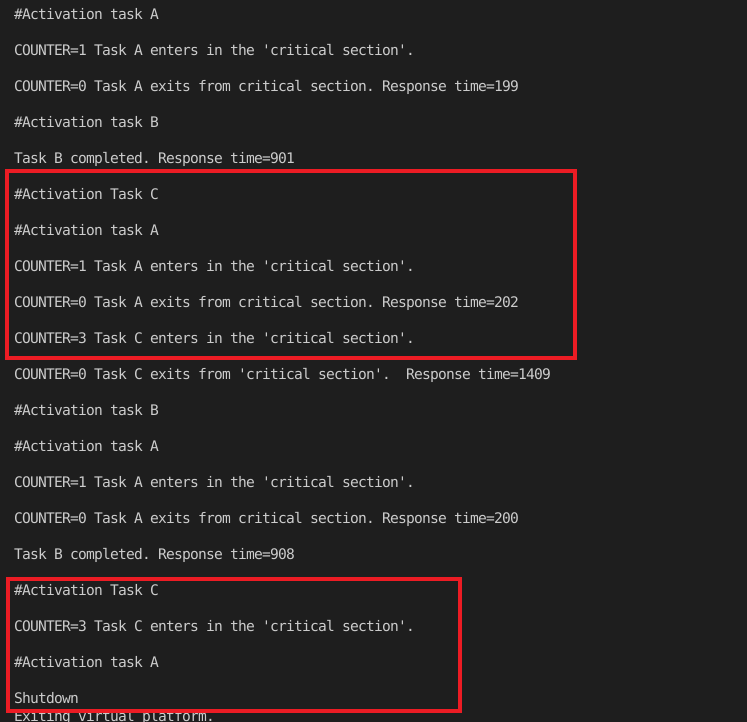 #Activation task A
COUNTER=1 Task A enters in the 'critical section'.
COUNTER=0 Task A exits from critical section. Response time=199
#Activation task B
Task B completed. Response time=901
#Activation Task C
#Activation task A
COUNTER=1 Task A enters in the 'critical section'.
COUNTER=0 Task A exits from critical section. Response time=202
COUNTER=3 Task C enters in the 'critical section'.
COUNTER=0 Task C exits from 'critical section'.  Response time=1409
#Activation task B
#Activation task A
COUNTER=1 Task A enters in the 'critical section'.
COUNTER=0 Task A exits from critical section. Response time=200
Task B completed. Response time=908
#Activation Task C
COUNTER=3 Task C enters in the 'critical section'.
#Activation task A
Shutdown
Exiting virtual platform.